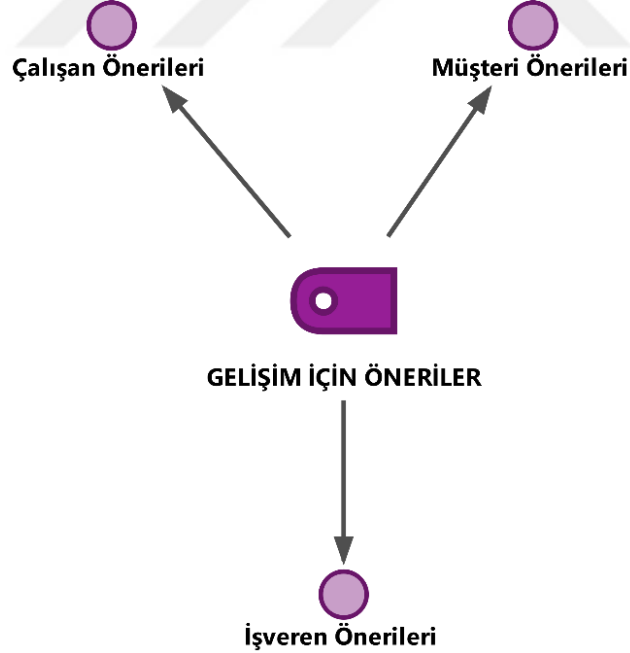 Çalışan Önerileri
Müşteri Önerileri
GELİŞİM İÇİN ÖNERİLER
İşveren Önerileri